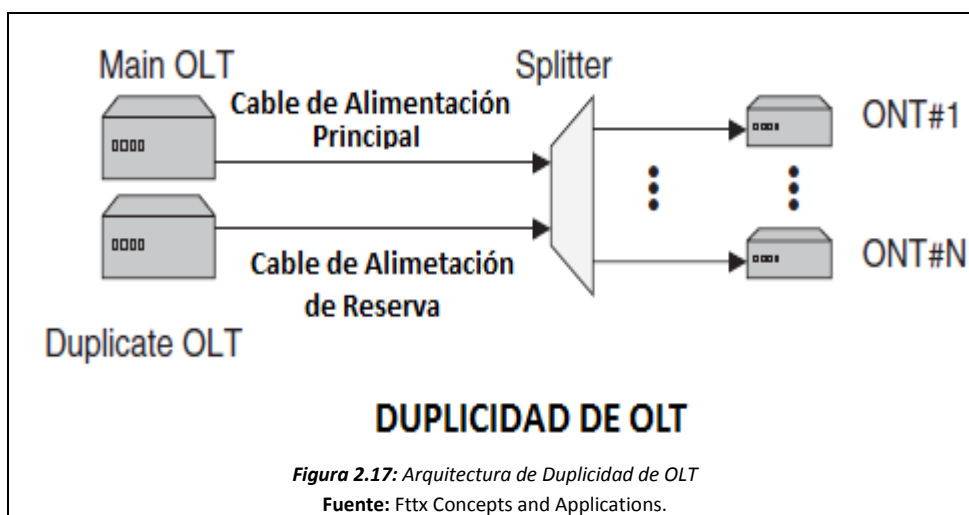 Main OLT
Splitter
Cable de Alimentación
Principal
ONT#1
Cable de Alimetación
de Reserva
ONT#N
Duplicate OLT
DUPLICIDAD DE OLT
Figura 2.17: Arquitectura de Duplicidad de OLT
Fuente: Fttx Concepts and Applications.